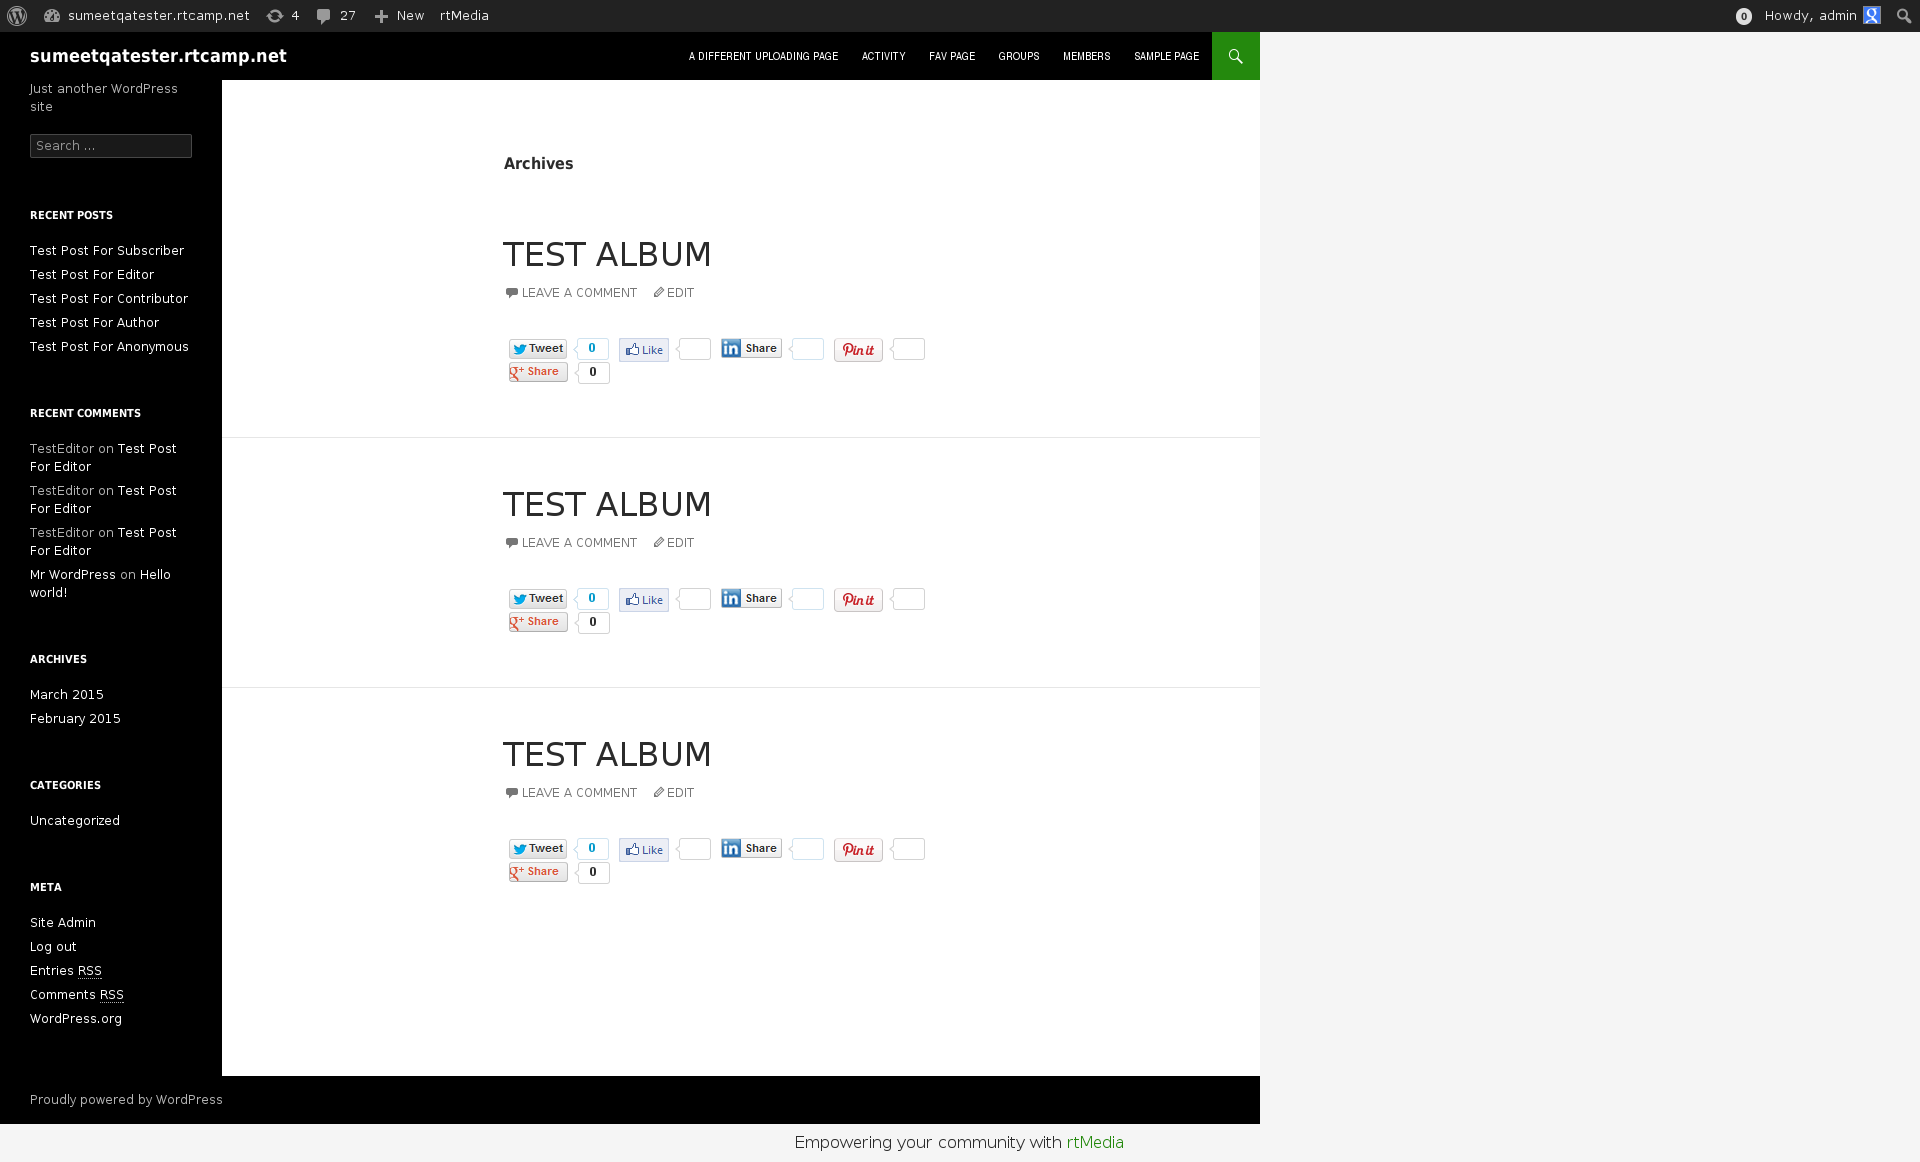 sumeetqatester.rtcamp.net 4 27 New rtMedia 0 Howdy, admin
sumeetqatester.rtcamp.net A DIFFERENT UPLOADING PAGE ACTIVITY FAV PAGE GROUPS MEMBERS SAMPLE PAGE
Just another WordPress
site
Search ...
RECENT POSTS
Test Post For Subscriber
Test Post For Editor
Test Post For Contributor
Test Post For Author
Test Post For Anonymous
RECENT COMMENTS
TestEditor on Test Post
For Editor
TestEditor on Test Post
For Editor
TestEditor on Test Post
For Editor
Mr WordPress on Hello
world!
ARCHIVES
March 2015
February 2015
CATEGORIES
Uncategorized
META
Site Admin
Log out
Entries RSS
Comments RSS
WordPress.org
Archives
TEST ALBUM
LEAVE A COMMENT EDIT
Tweet 0 Like in Share Pin it
g+ Share 0
TEST ALBUM
LEAVE A COMMENT EDIT
Tweet 0 Like in Share Pin it
g+ Share 0
TEST ALBUM
LEAVE A COMMENT EDIT
Tweet 0 Like in Share Pin it
g+ Share 0
Proudly powered by WordPress
Empowering your community with rtMedia